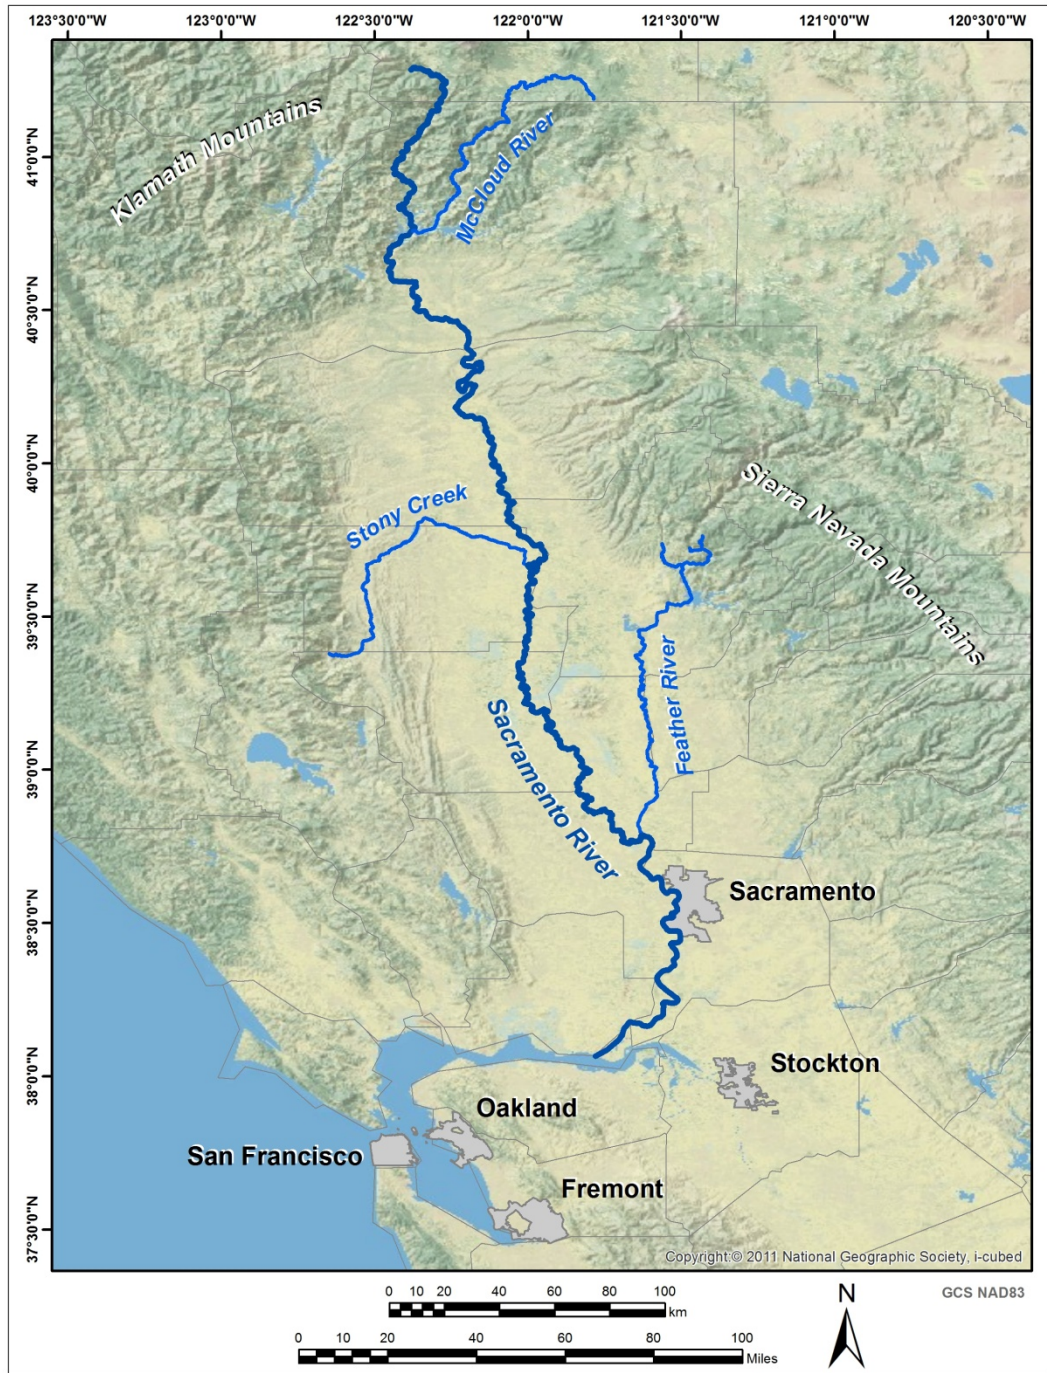 123°30'0"W 123°0'0"W 122°30'0"W 122°0'0"W 121°30'0"W 121°0'0"W 120°30'0"W
41°0'0"N
40°30'0"N
40°0'0"N
39°30'0"N
39°0'0"N
38°30'0"N
38°0'0"N
37°30'0"N
Klamath Mountains
McCloud River
Stony Creek
Sierra Nevada Mountains
Feather River
Sacramento River
Sacramento
Stockton
Oakland
San Francisco
Fremont
Copyright:© 2011 National Geographic Society, i-cubed
0 10 20 40 60 80 100
km
0 10 20 40 60 80 100
Miles
N
GCS NAD83